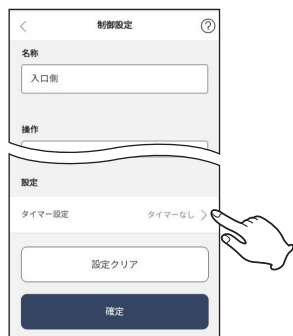 制御設定
?
名称
入口側
操作
設定
タイマー設定 タイマーなし
設定クリア
確定